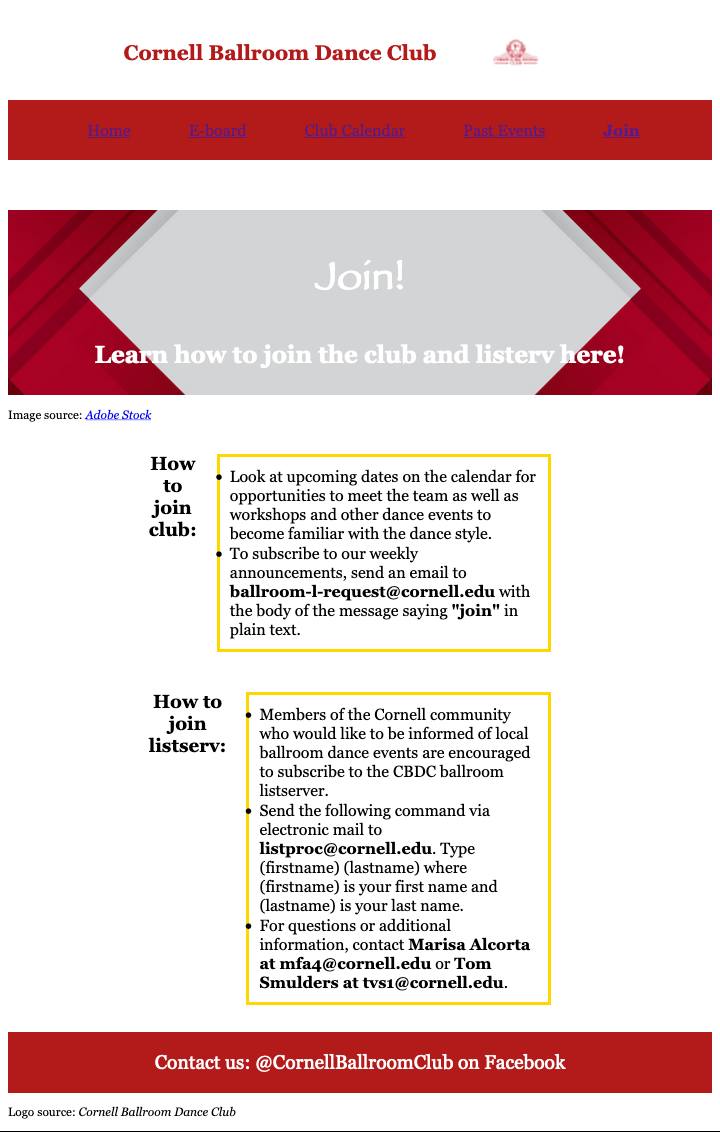 Cornell Ballroom Dance Club
Home E-board Club Calendar Past Events Join
Join!
Learn how to join the club and listerv here!
Image source: Adobe Stock
How
to
join
club:
• Look at upcoming dates on the calendar for
opportunities to meet the team as well as
workshops and other dance events to
become familiar with the dance style.
• To subscribe to our weekly
announcements, send an email to
ballroom-l-request@cornell.edu with
the body of the message saying "join" in
plain text.
How to
join
listserv:
• Members of the Cornell community
who would like to be informed of local
ballroom dance events are encouraged
to subscribe to the CBDC ballroom
listserver.
• Send the following command via
electronic mail to
listproc@cornell.edu. Type
(firstname) (lastname) where
(firstname) is your first name and
(lastname) is your last name.
• For questions or additional
information, contact Marisa Alcorta
at mfa4@cornell.edu or Tom
Smulders at tvs1@cornell.edu.
Contact us: @CornellBallroomClub on Facebook
Logo source: Cornell Ballroom Dance Club